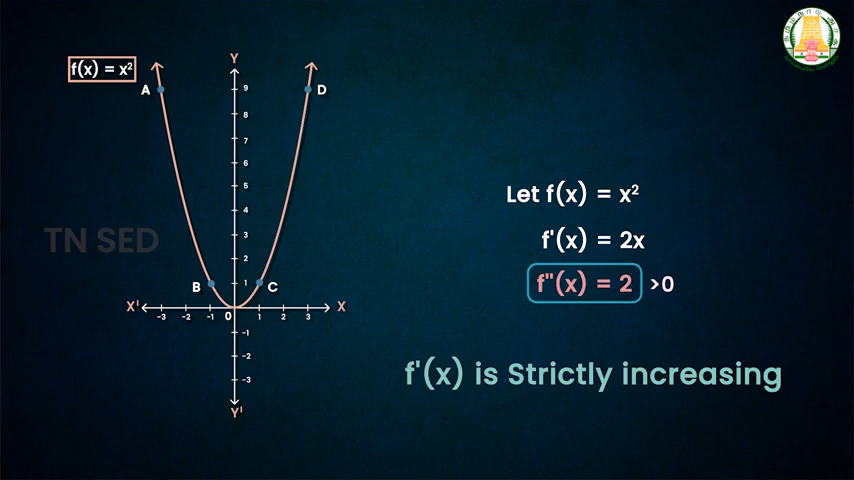 f(x) = x²
Y
A
D
9
8
7
6
5
4
3
2
1
B
C
X' 
-3 -2 -1 0 1 2 3
X
-1
-2
-3
Y'
TN SED
Let f(x) = x²
f'(x) = 2x
f"(x) = 2 >0
f'(x) is Strictly increasing